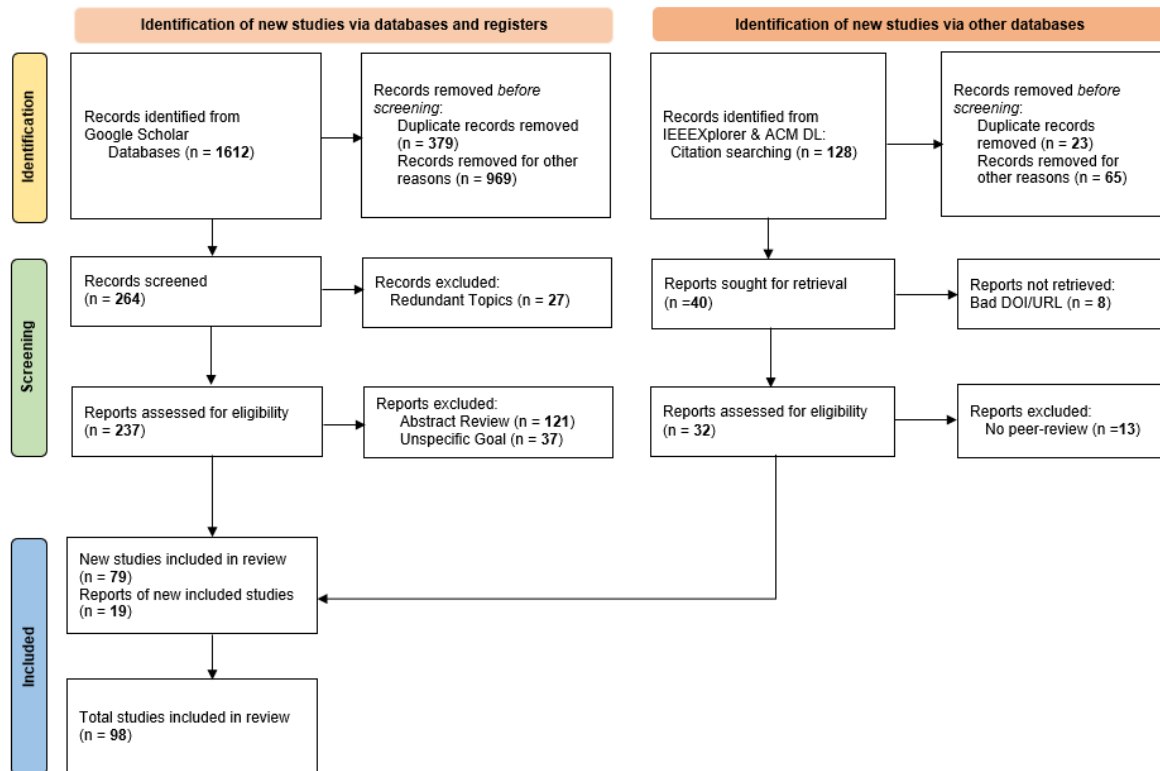 Identification of new studies via databases and registers
Identification of new studies via other databases
Identification
Records identified from
Google Scholar
Databases (n = 1612)
Records removed before
screening:
Duplicate records removed
(n = 379)
Records removed for other
reasons (n = 969)
Records identified from
IEEEXplorer & ACM DL:
Citation searching (n = 128)
Records removed before
screening:
Duplicate records
removed (n = 23)
Records removed for
other reasons (n = 65)
Screening
Records screened
(n = 264)
Records excluded:
Redundant Topics (n = 27)
Reports sought for retrieval
(n =40)
Reports not retrieved:
Bad DOI/URL (n = 8)
Reports assessed for eligibility
(n = 237)
Reports excluded:
Abstract Review (n = 121)
Unspecific Goal (n = 37)
Reports assessed for eligibility
(n = 32)
Reports excluded:
No peer-review (n =13)
Included
New studies included in review
(n = 79)
Reports of new included studies
(n = 19)
Total studies included in review
(n = 98)